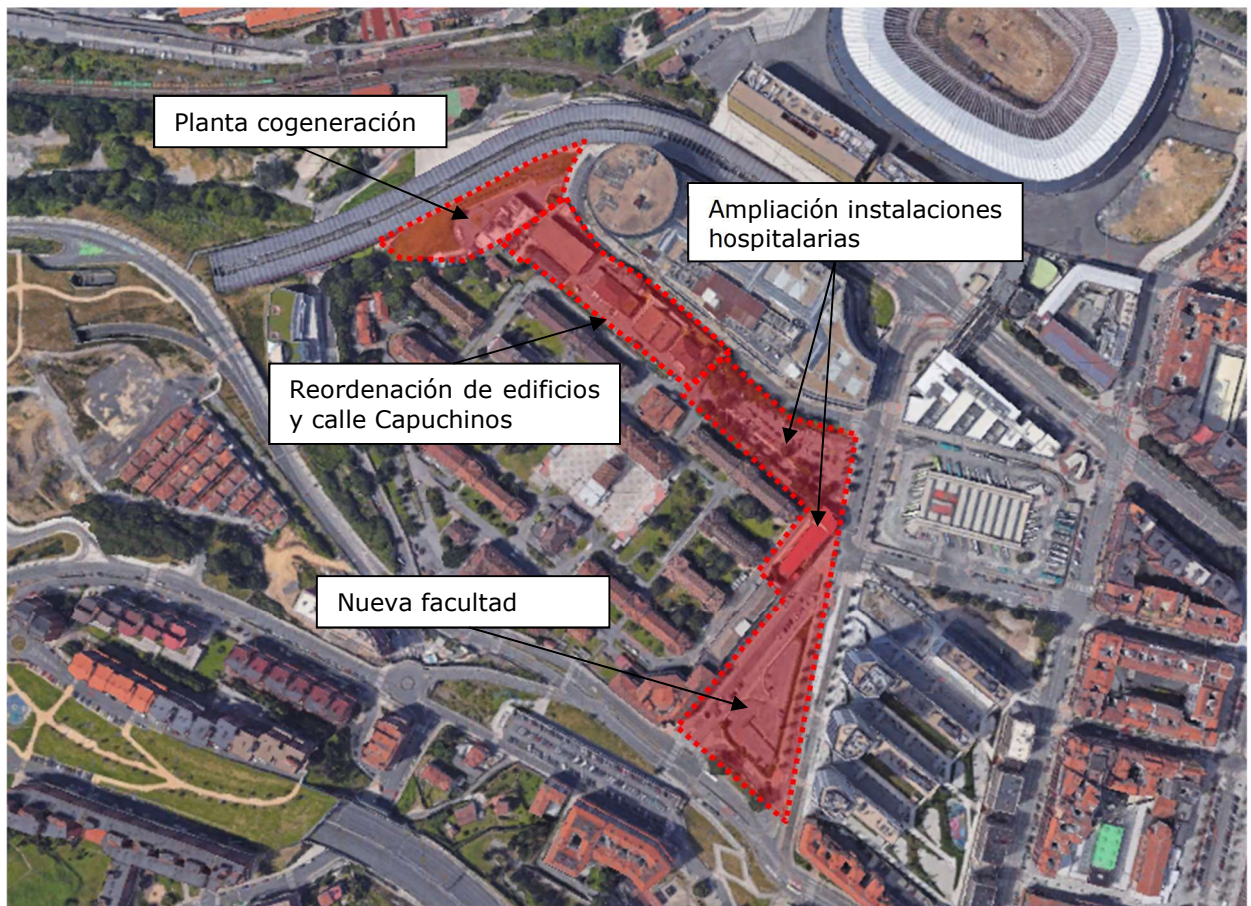 Planta cogeneración
Ampliación instalaciones
hospitalarias
Reordenación de edificios
y calle Capuchinos
Nueva facultad